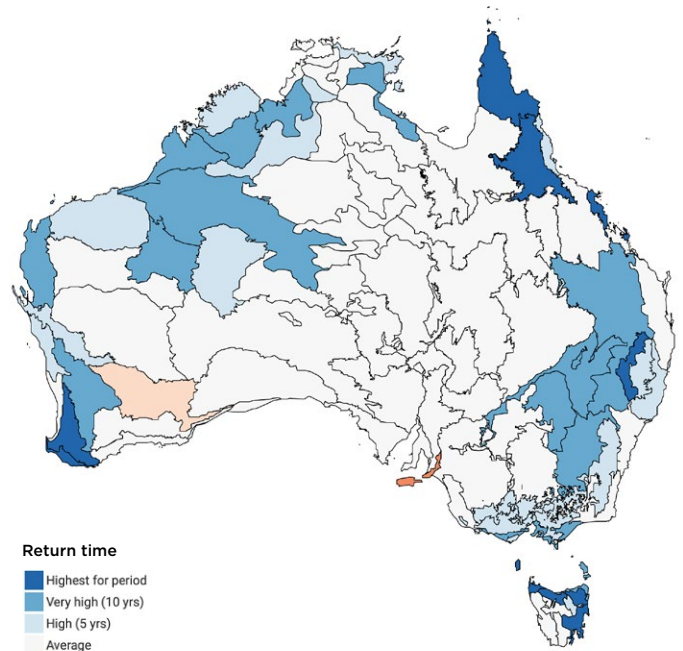 Return time
Highest for period
Very high (10 yrs)
High (5 yrs)
Average